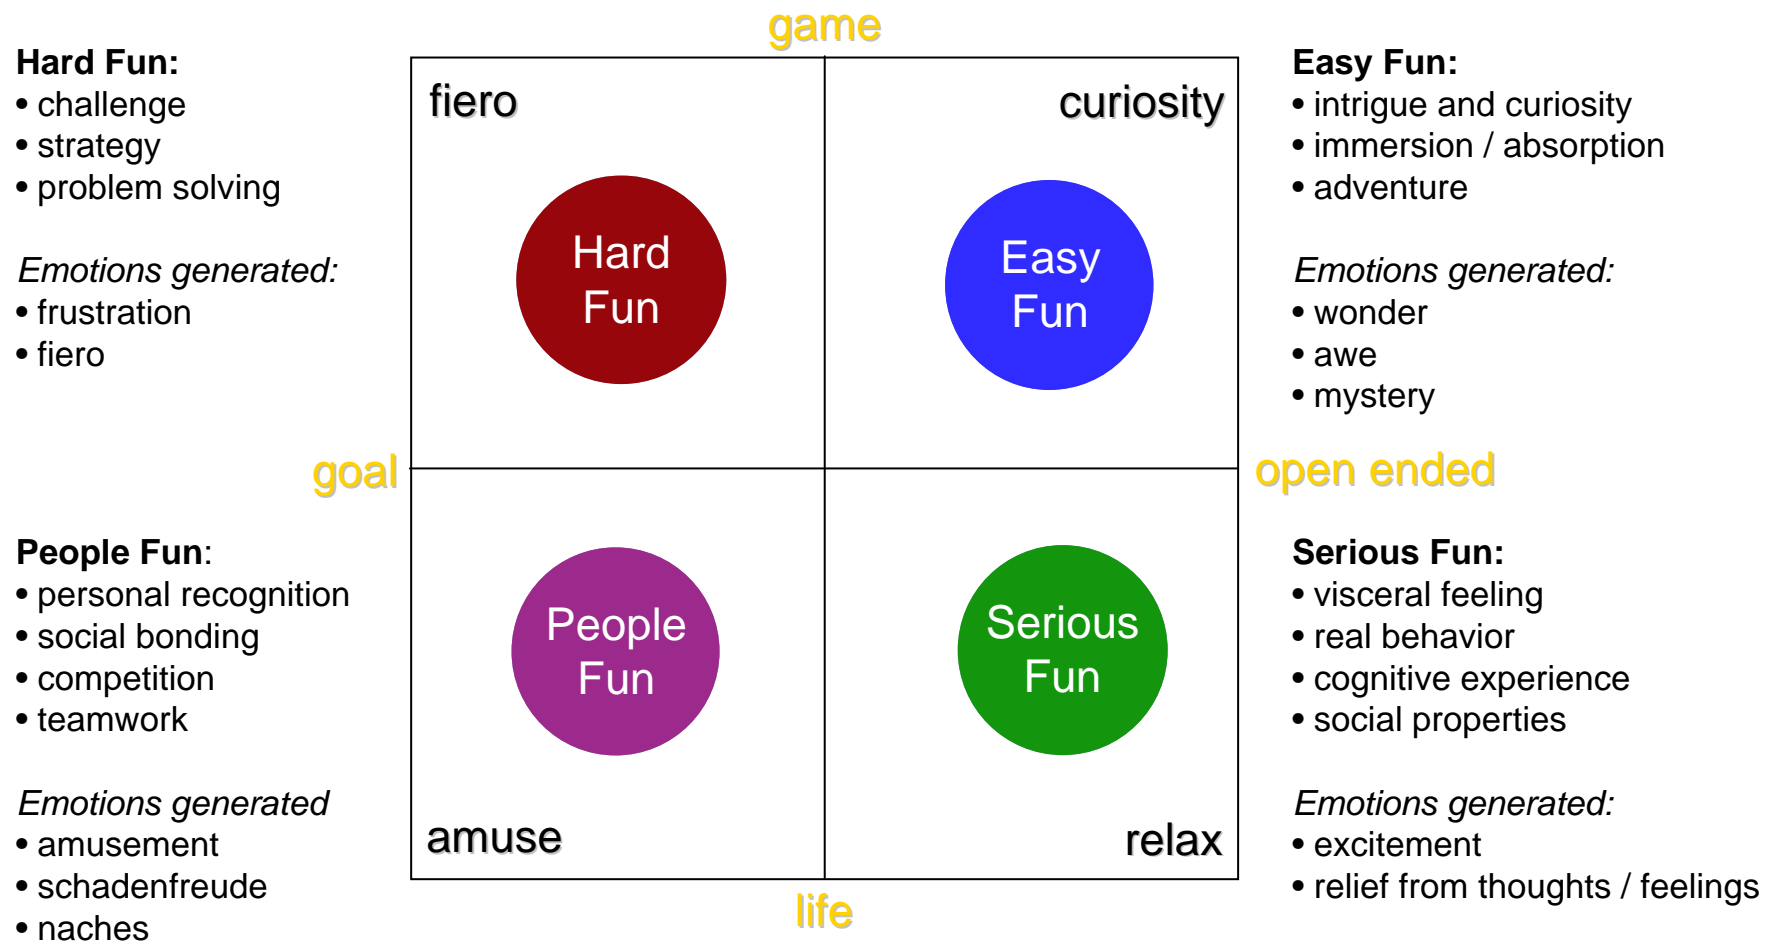 game
Hard Fun:
• challenge
• strategy
• problem solving
Emotions generated:
• frustration
• fiero
fiero
curiosity
Hard
Fun
Easy
Fun
Easy Fun:
• intrigue and curiosity
• immersion / absorption
• adventure
Emotions generated:
• wonder
• awe
• mystery
goal
open ended
People Fun:
• personal recognition
• social bonding
• competition
• teamwork
Emotions generated
• amusement
• schadenfreude
• naches
People
Fun
Serious
Fun
amuse
relax
Serious Fun:
• visceral feeling
• real behavior
• cognitive experience
• social properties
Emotions generated:
• excitement
• relief from thoughts / feelings
life